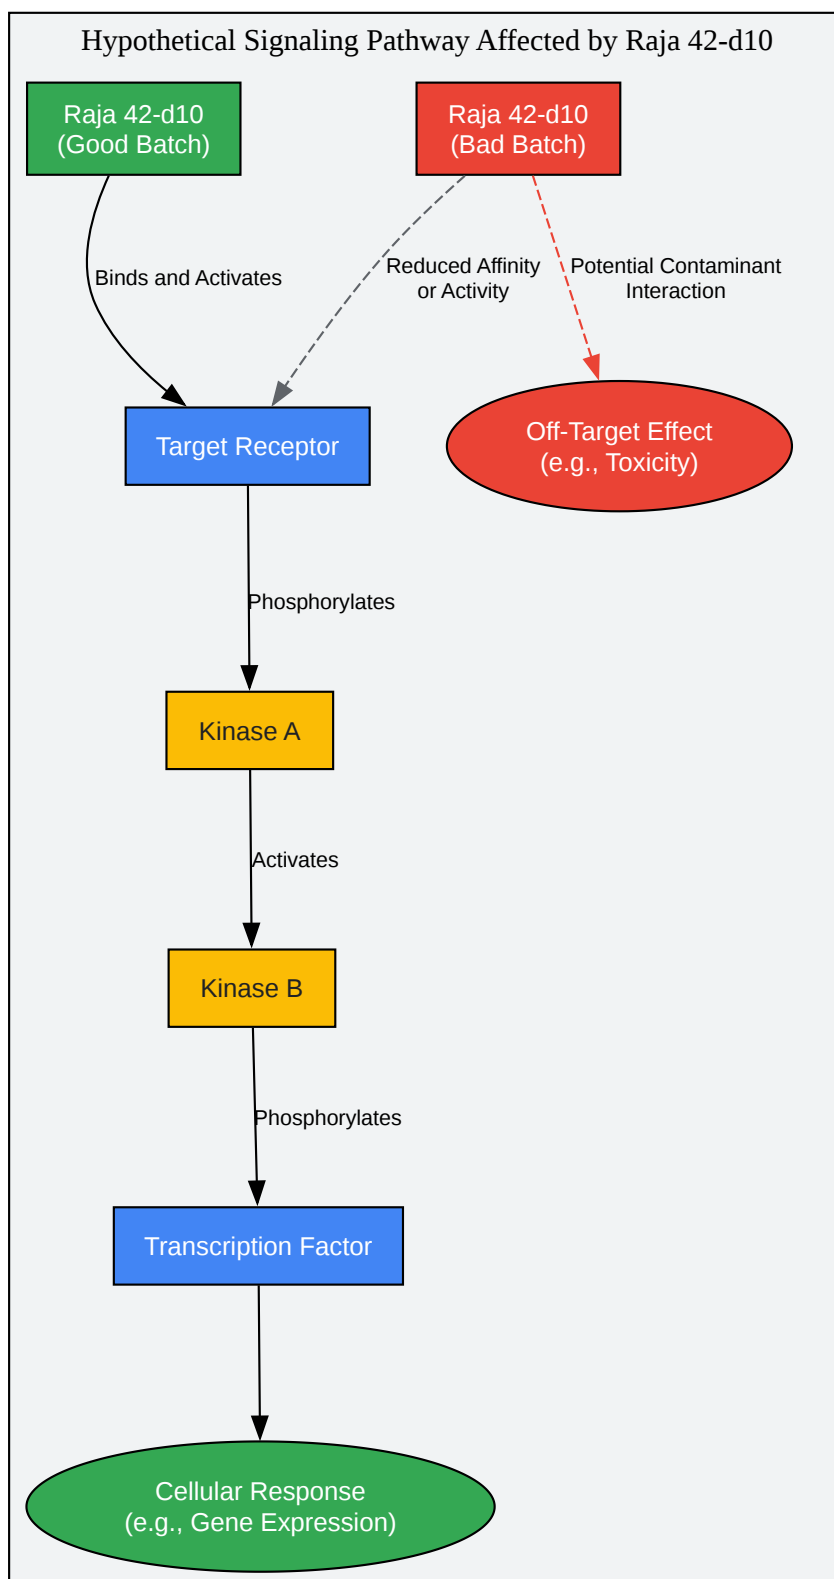 Hypothetical Signaling Pathway Affected by Raja 42-d10
Raja 42-d10
(Good Batch)
Raja 42-d10
(Bad Batch)
Binds and Activates
Reduced Affinity
or Activity
Potential Contaminant
Interaction
Target Receptor
Off-Target Effect
(e.g., Toxicity)
Phosphorylates
Kinase A
Activates
Kinase B
Phosphorylates
Transcription Factor
Cellular Response
(e.g., Gene Expression)